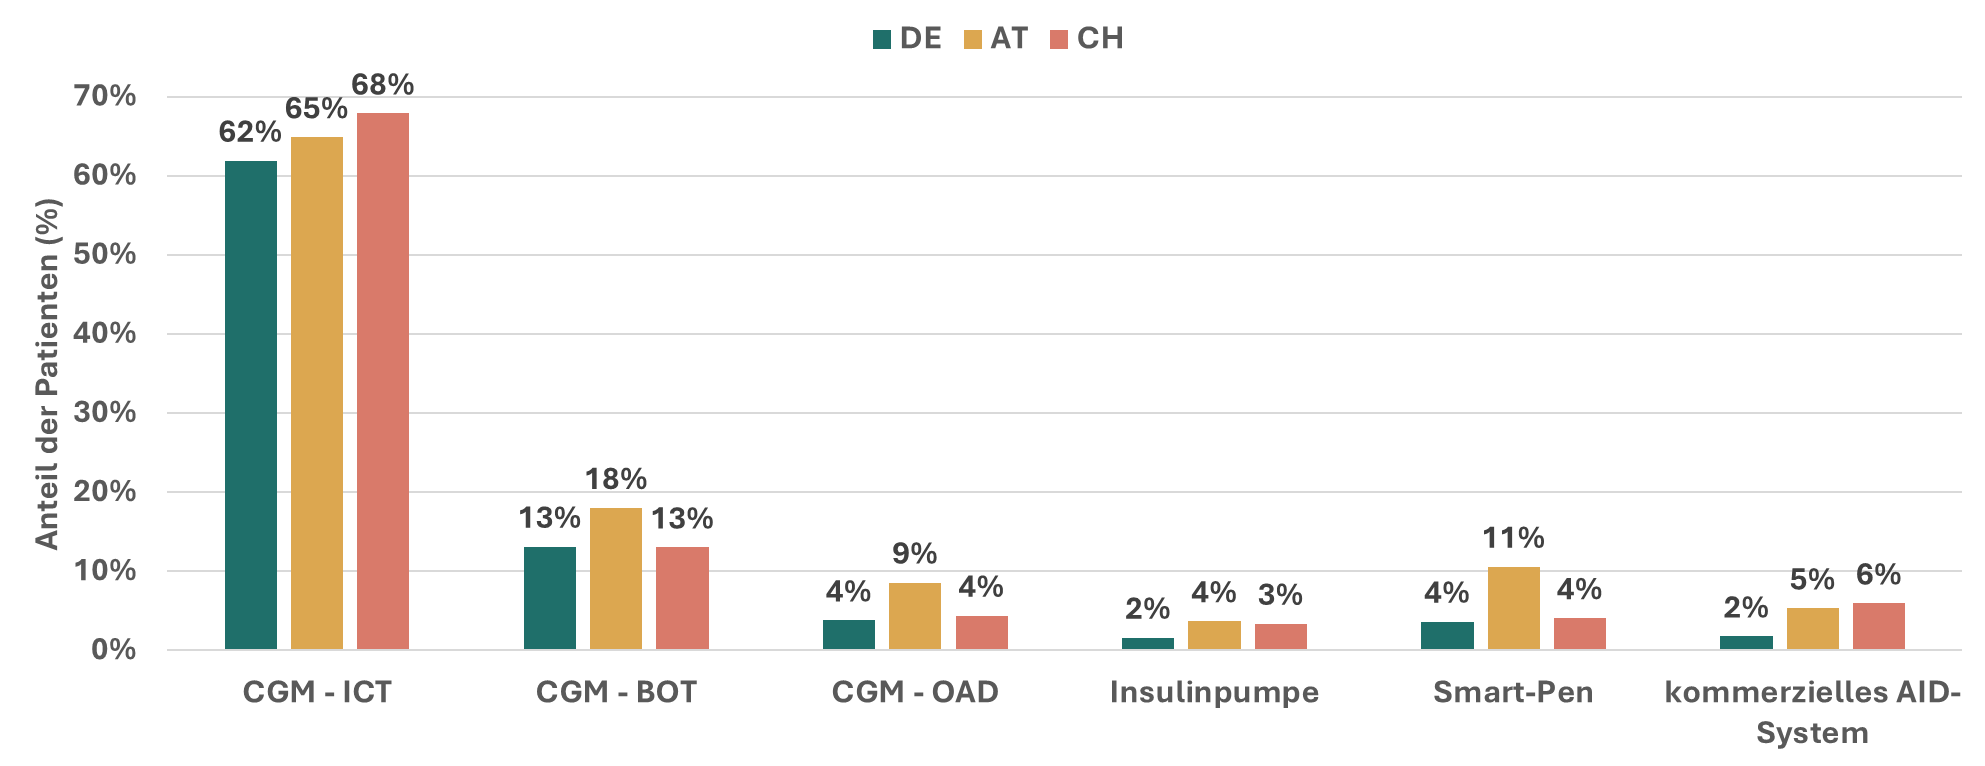 DE AT CH
Anteil der Patienten (%)
70%
60%
50%
40%
30%
20%
10%
0%
62% 65% 68%
13% 18% 13%
4% 9% 4%
2% 4% 3%
4% 11% 4%
2% 5% 6%
CGM - ICT CGM - BOT CGM - OAD Insulinpumpe Smart-Pen kommerzielles AID-
System